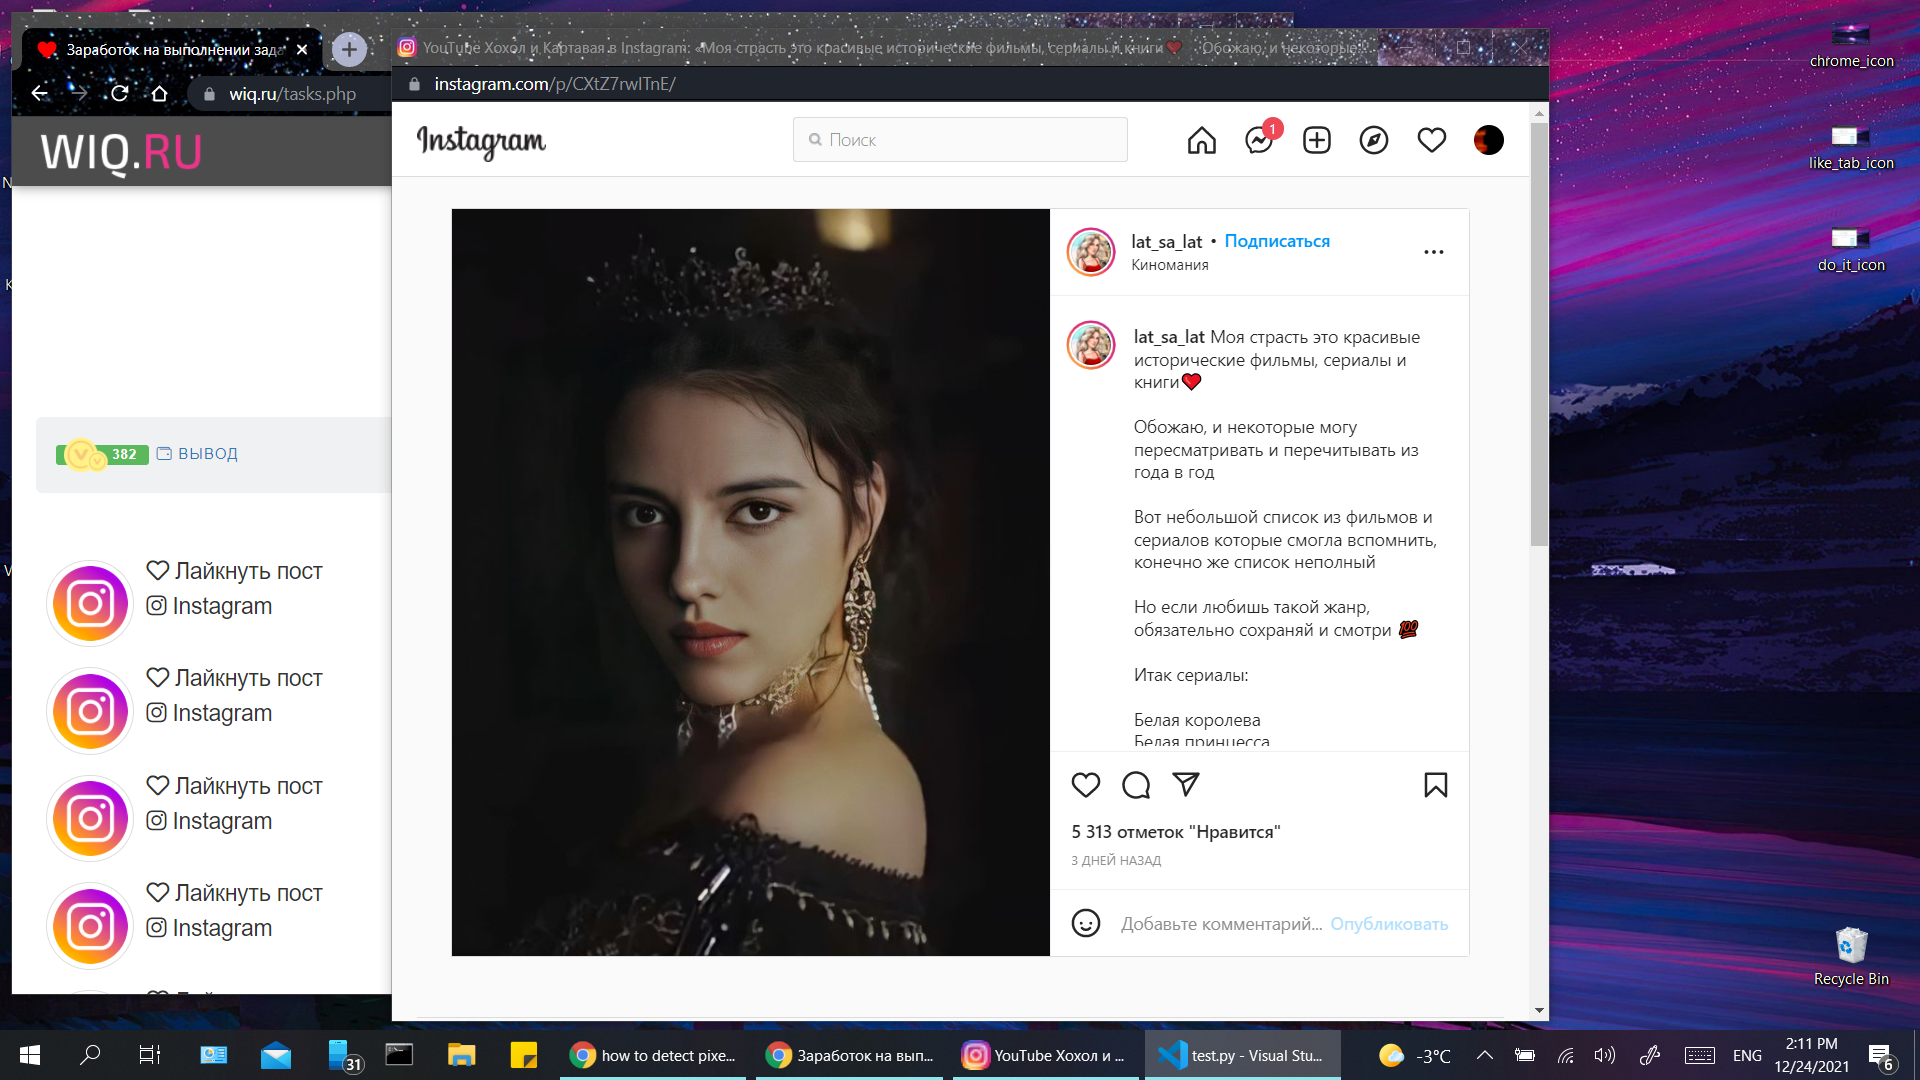 Заработок на выполнении зада
wiq.ru/tasks.php
WIQ.RU
382
ВЫВОД
Лайкнуть пост
Instagram
Лайкнуть пост
Instagram
Лайкнуть пост
Instagram
Лайкнуть пост
Instagram
YouTube Хохол и Картавая в Instagram: «Моя страсть это красивые исторические фильмы, сериалы и книги❤️ Обожаю, и некоторые
instagram.com/p/CXtZ7rwITnE/
Instagram
Поиск
1
lat_sa_lat • Подписаться
Киномания
lat_sa_lat Моя страсть это красивые
исторические фильмы, сериалы и
книги❤️
Обожаю, и некоторые могу
пересматривать и перечитывать из
года в год
Вот небольшой список из фильмов и
сериалов которые смогла вспомнить,
конечно же список неполный
Но если любишь такой жанр,
обязательно сохраняй и смотри 💯
Итак сериалы:
Белая королева
Белая принцесса
5 313 отметок "Нравится"
3 ДНЕЙ НАЗАД
Добавьте комментарий... Опубликовать
chrome_icon
like_tab_icon
do_it_icon
Recycle Bin
31
how to detect pixe...
Заработок на вып...
YouTube Хохол и ...
test.py - Visual Stu...
-3°C
ENG
2:11 PM
12/24/2021
6